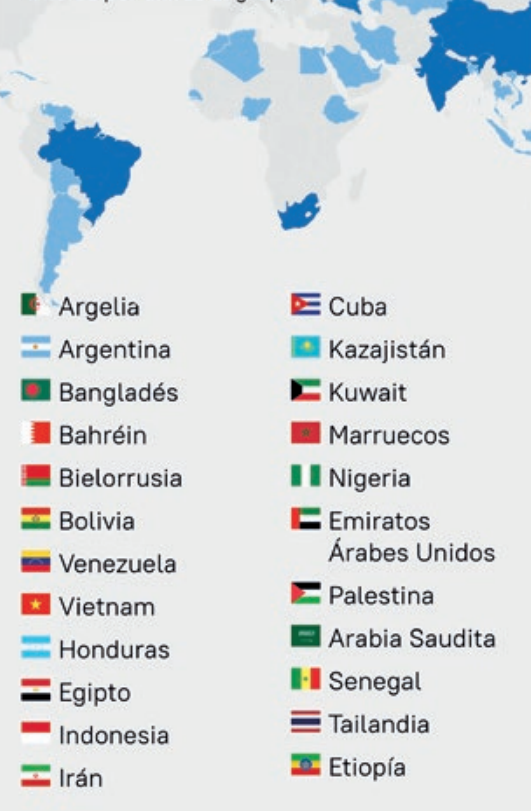 Argelia
Argentina
Bangladés
Bahréin
Bielorrusia
Bolivia
Venezuela
Vietnam
Honduras
Egipto
Indonesia
Irán
Cuba
Kazajistán
Kuwait
Marruecos
Nigeria
Emiratos
Árabes Unidos
Palestina
Arabia Saudita
Senegal
Tailandia
Etiopía